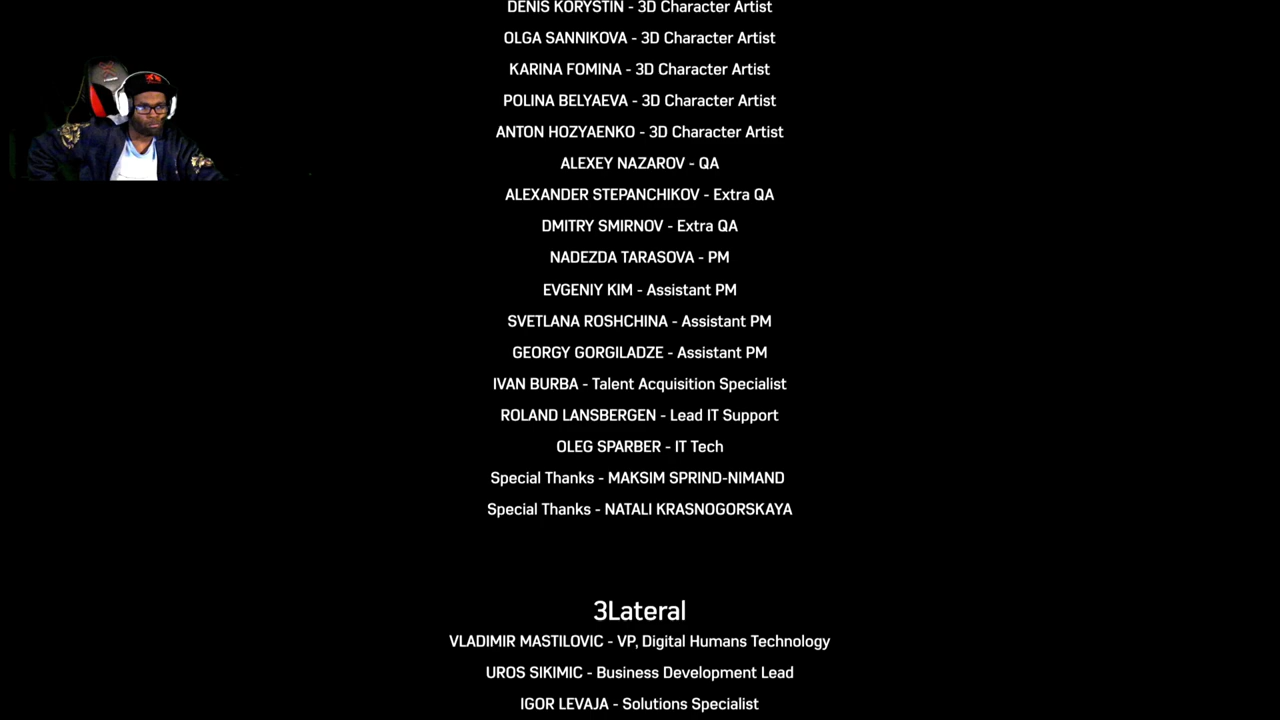 DENIS KORYSTIN - 3D Character Artist
OLGA SANNIKOVA - 3D Character Artist
KARINA FOMINA - 3D Character Artist
POLINA BELYAEVA - 3D Character Artist
ANTON HOZYAENKO - 3D Character Artist
ALEXEY NAZAROV - QA
ALEXANDER STEPANCHIKOV - Extra QA
DMITRY SMIRNOV - Extra QA
NADEZDA TARASOVA - PM
EVGENIY KIM - Assistant PM
SVETLANA ROSHCHINA - Assistant PM
GEORGY GORGILADZE - Assistant PM
IVAN BURBA - Talent Acquisition Specialist
ROLAND LANSBERGEN - Lead IT Support
OLEG SPARBER - IT Tech
Special Thanks - MAKSIM SPRIND-NIMAND
Special Thanks - NATALI KRASNOGORSKAYA
3Lateral
VLADIMIR MASTILOVIC - VP, Digital Humans Technology
UROS SIKIMIC - Business Development Lead
IGOR LEVAJA - Solutions Specialist